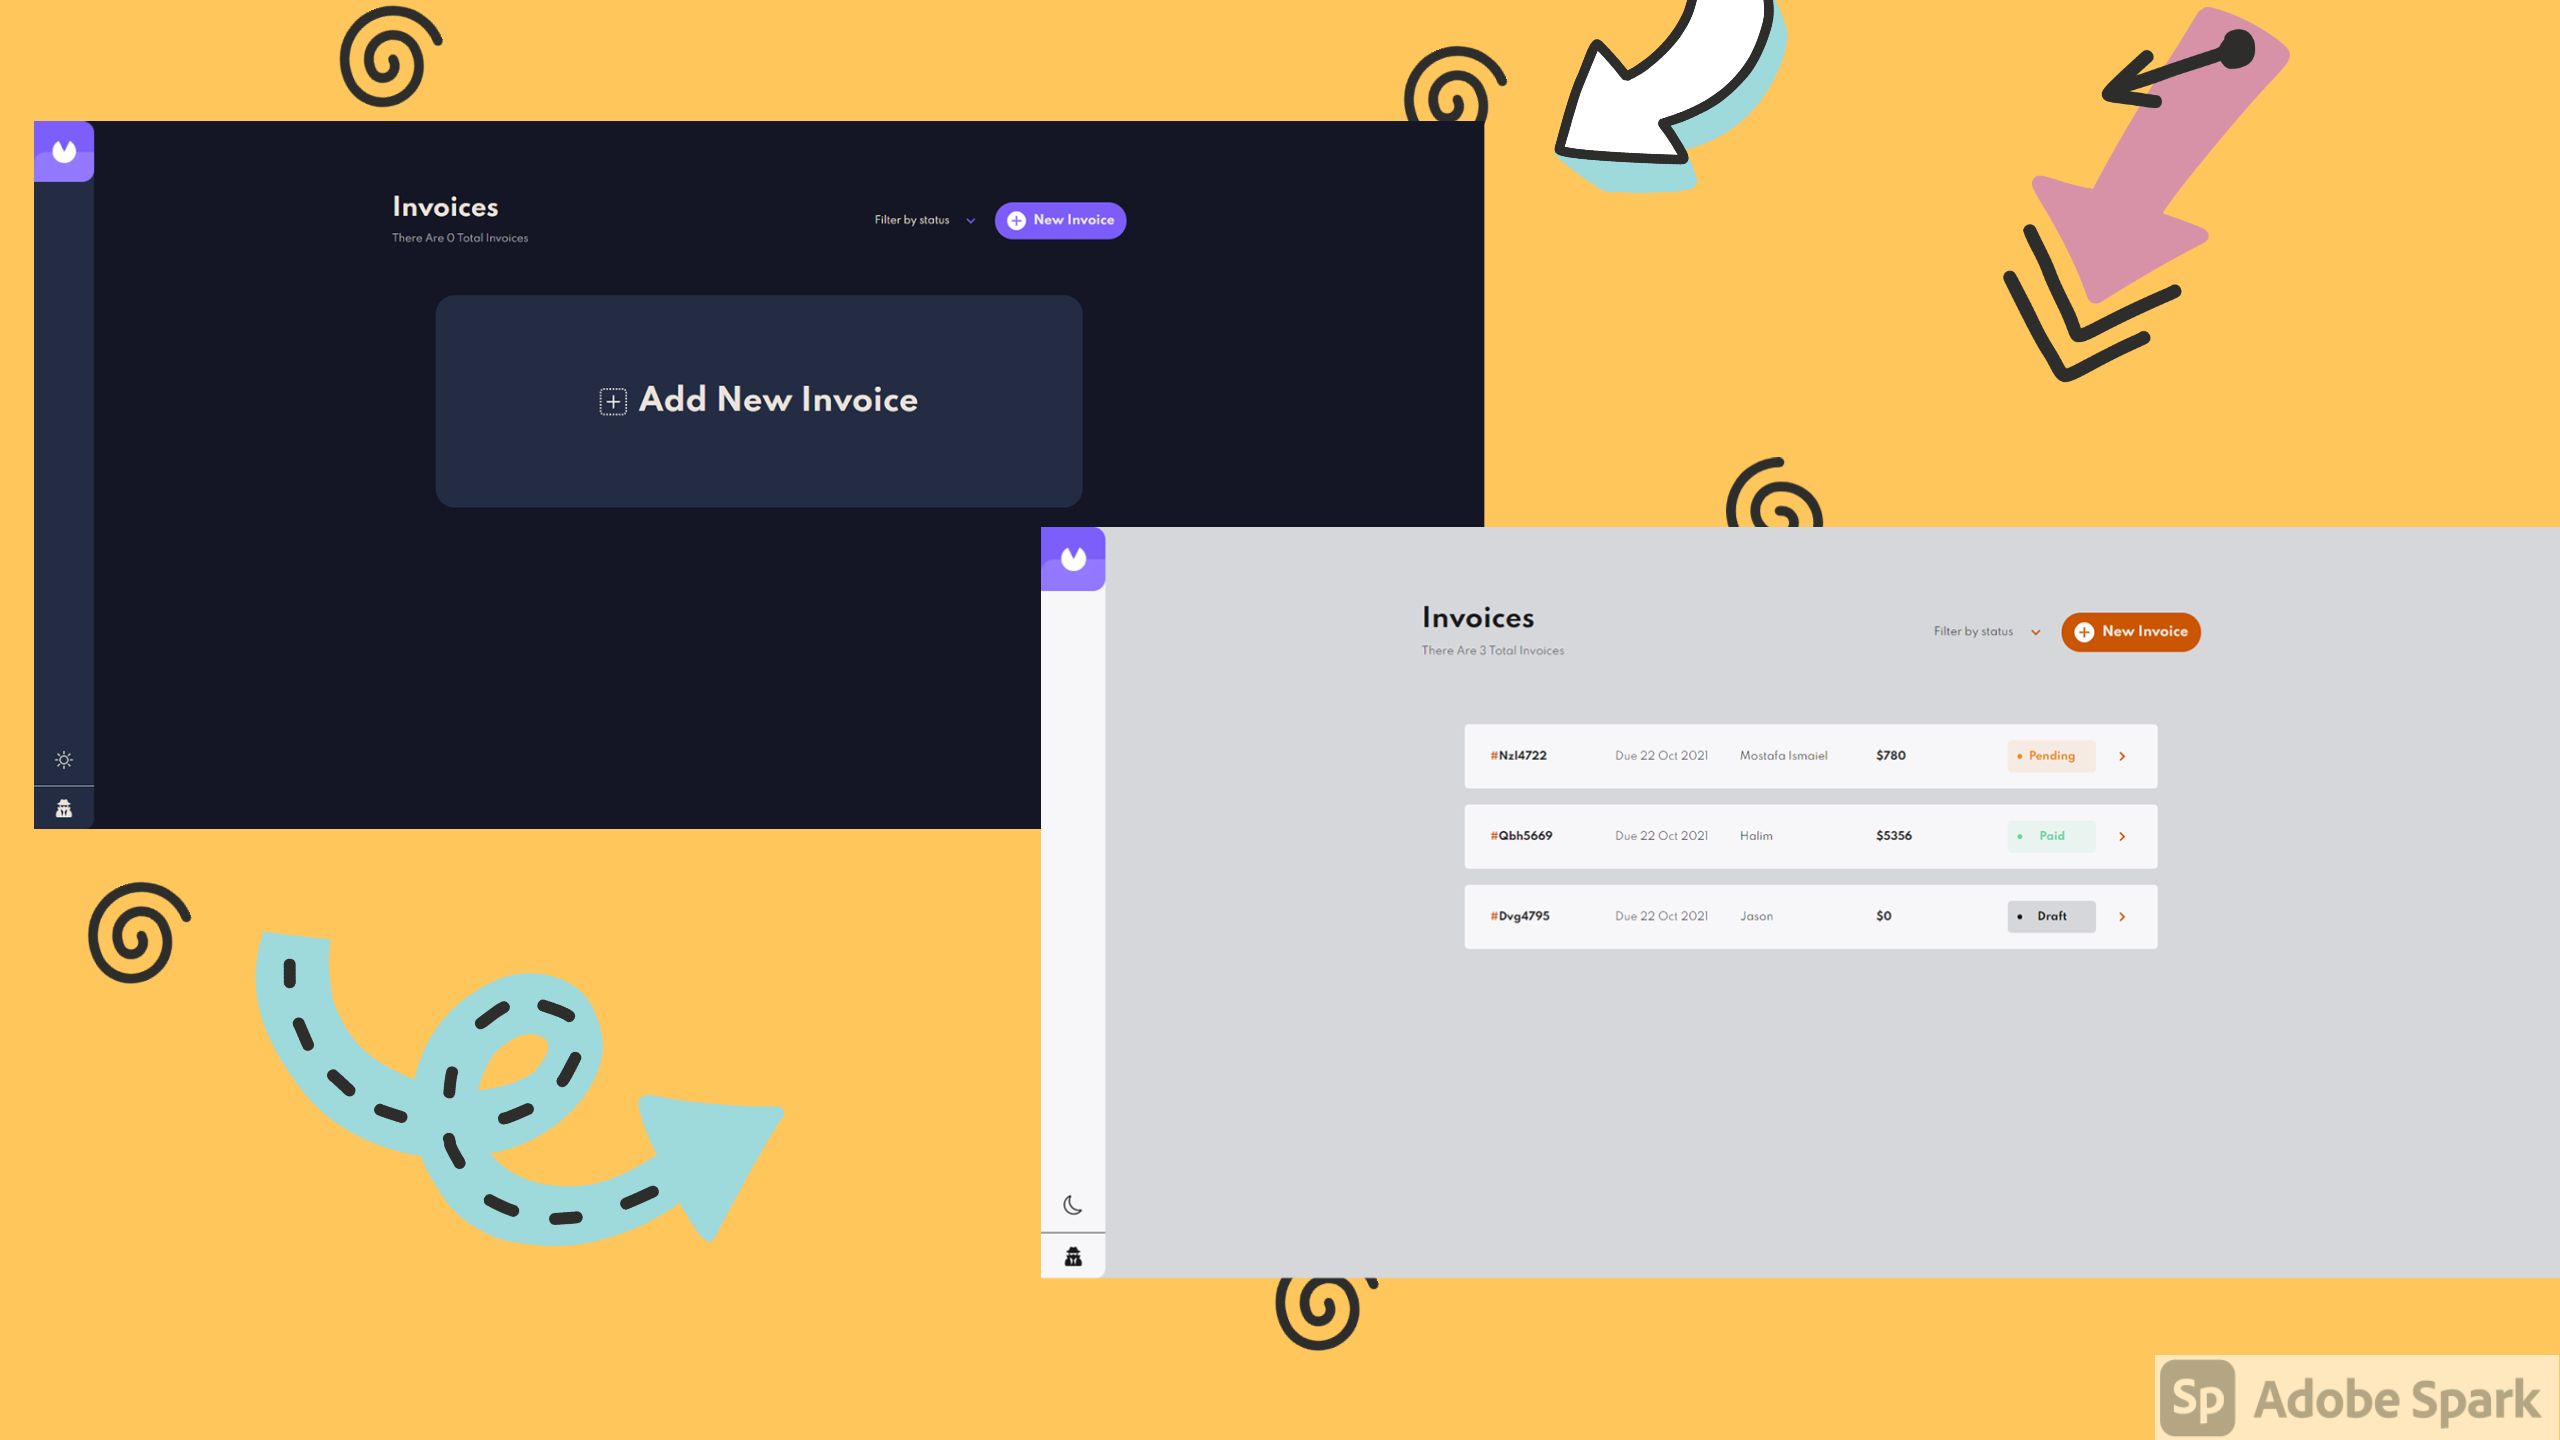 Invoices
There Are 0 Total Invoices
Filter by status
New Invoice
Add New Invoice
Invoices
There Are 3 Total Invoices
Filter by status
New Invoice
#Nzl4722 Due 22 Oct 2021 Mostafa Ismaiel $780 Pending
#Qbh5669 Due 22 Oct 2021 Halim $5356 Paid
#Dvg4795 Due 22 Oct 2021 Jason $0 Draft
Sp Adobe Spark